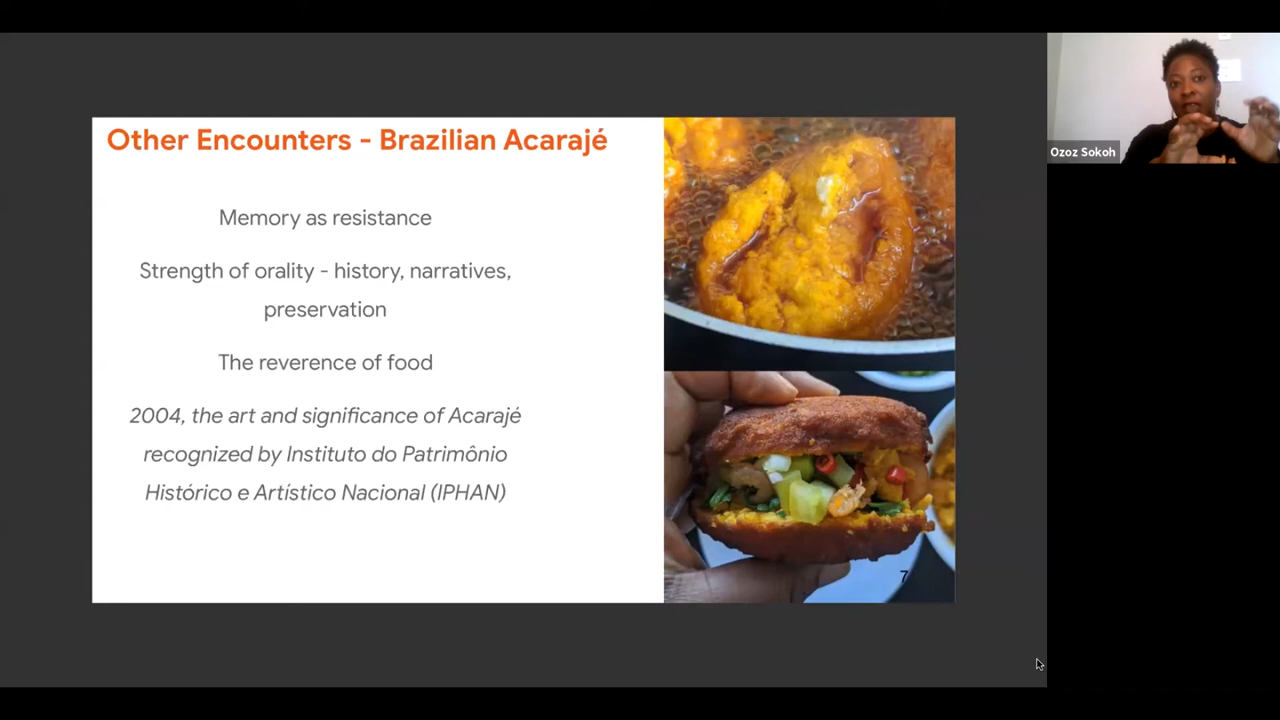 Other Encounters - Brazilian Acarajé
Memory as resistance
Strength of orality - history, narratives,
preservation
The reverence of food
2004, the art and significance of Acarajé
recognized by Instituto do Patrimônio
Histórico e Artístico Nacional (IPHAN)
7
Ozoz Sokoh